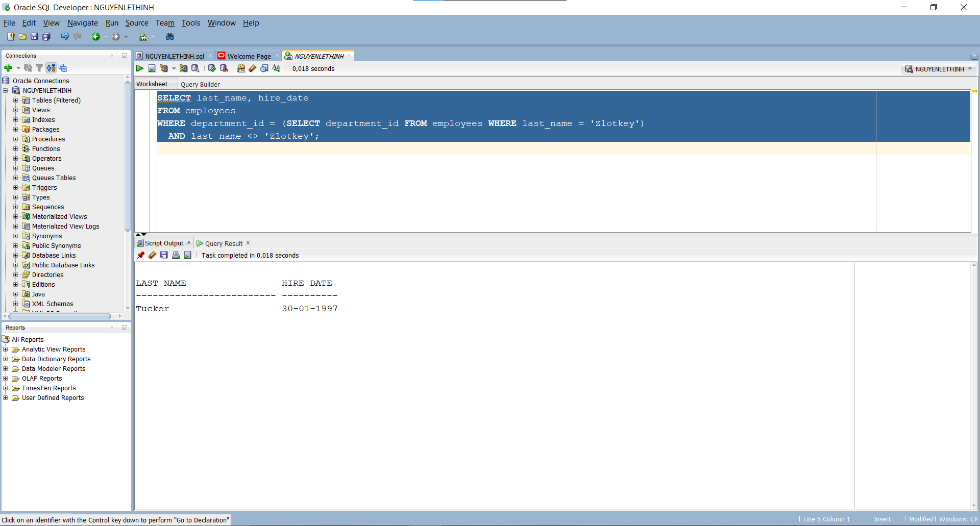 Oracle SQL Developer : NGUYENLETHINH
File Edit View Navigate Run Source Team Tools Window Help
Connections
NGUYENLETHINH.sql Welcome Page NGUYENLETHINH
0,018 seconds
NGUYENLETHINH
Worksheet Query Builder
Oracle Connections
NGUYENLETHINH
Tables (Filtered)
Views
Indexes
Packages
Procedures
Functions
Operators
Queues
Queues Tables
Triggers
Types
Sequences
Materialized Views
Materialized View Logs
Synonyms
Public Synonyms
Database Links
Public Database Links
Directories
Editions
Java
XML Schemas
SELECT last_name, hire_date
FROM employees
WHERE department_id = (SELECT department_id FROM employees WHERE last_name = 'Zlotkey')
AND last_name <> 'Zlotkey';
Script Output Query Result
Task completed in 0,018 seconds
LAST_NAME HIRE_DATE
------------------------- ----------
Tucker 30-01-1997
Reports
All Reports
Analytic View Reports
Data Dictionary Reports
Data Modeler Reports
OLAP Reports
TimesTen Reports
User Defined Reports
Click on an identifier with the Control key down to perform "Go to Declaration"
Line 5 Column 1 Insert Modified Windows: CF